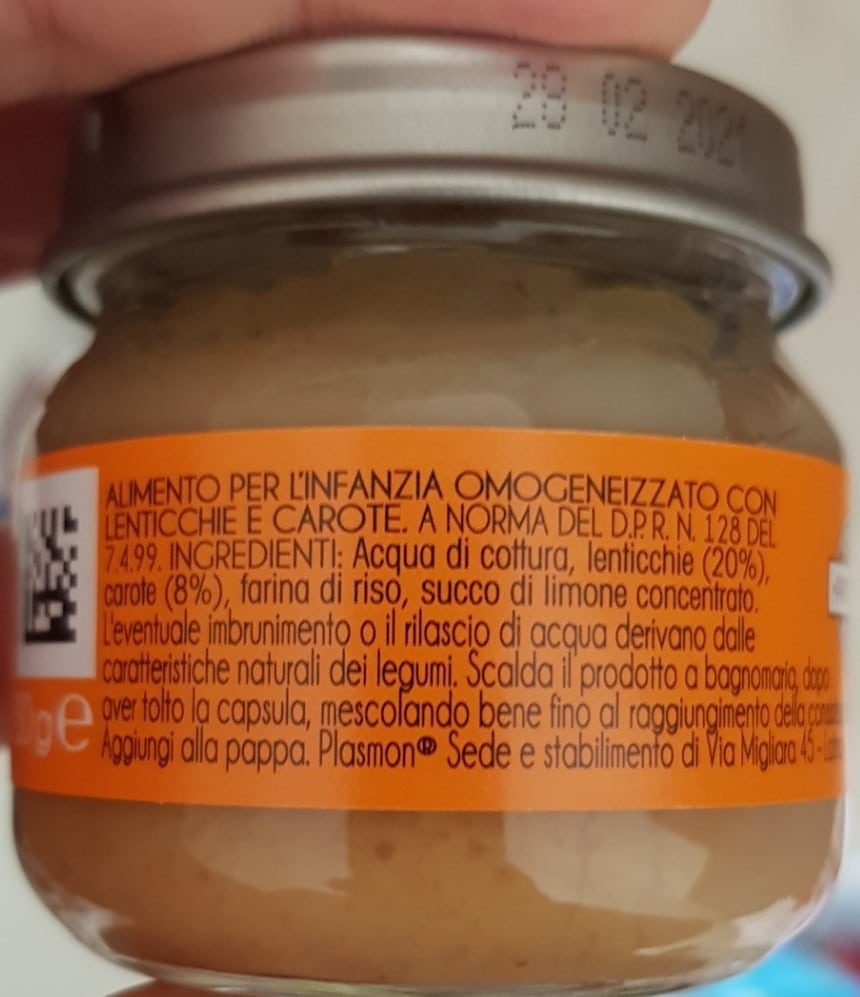 28 02 2021
ALIMENTO PER L'INFANZIA OMOGENEIZZATO CON
LENTICCHIE E CAROTE. A NORMA DEL D.P.R. N. 128 DEL
7.4.99. INGREDIENTI: Acqua di cottura, lenticchie (20%),
carote (8%), farina di riso, succo di limone concentrato.
L'eventuale imbrunimento o il rilascio di acqua derivano dalle
caratteristiche naturali dei legumi. Scalda il prodotto a bagnomaria, dopo
aver tolto la capsula, mescolando bene fino al raggiungimento della
Aggiungi alla pappa. Plasmon® Sede e stabilimento di Via Migliara 45 -
g e